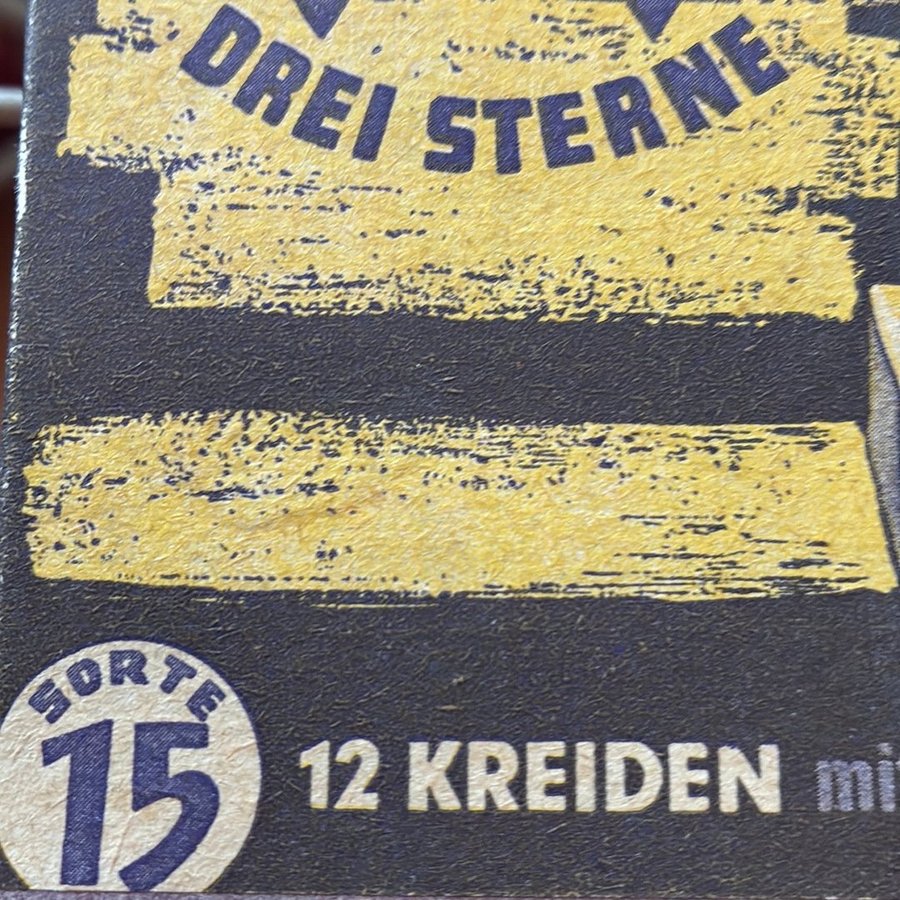 DREI STERNE
SORTE
15
12 KREIDEN